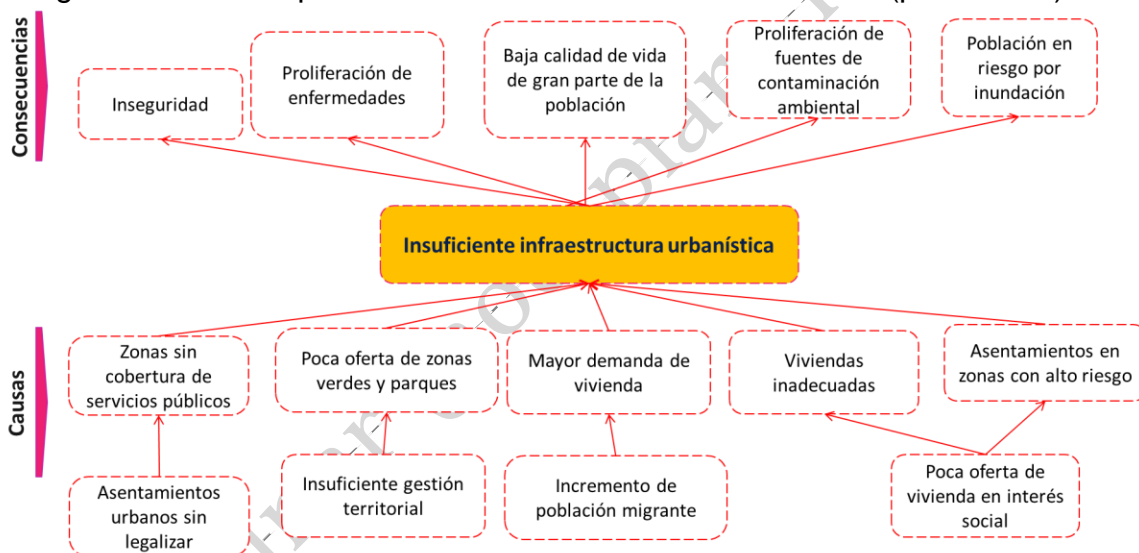 Consecuencias
Inseguridad
Proliferación de
enfermedades
Baja calidad de vida
de gran parte de la
población
Proliferación de
fuentes de
contaminación
ambiental
Población en
riesgo por
inundación
Insuficiente infraestructura urbanística
Causas
Zonas sin
cobertura de
servicios públicos
Poca oferta de zonas
verdes y parques
Mayor demanda de
vivienda
Viviendas
inadecuadas
Asentamientos en
zonas con alto riesgo
Asentamientos
urbanos sin
legalizar
Insuficiente gestión
territorial
Incremento de
población migrante
Poca oferta de
vivienda en interés
social